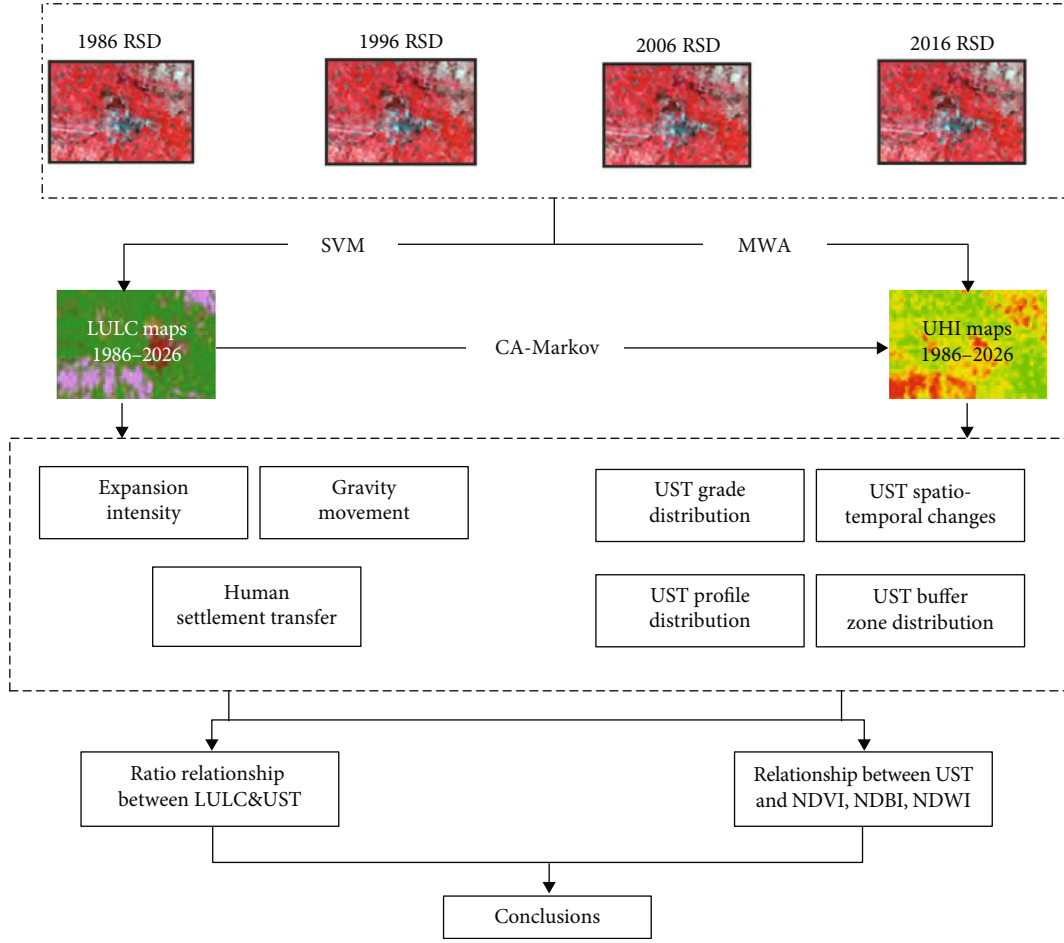 1986 RSD
1996 RSD
2006 RSD
2016 RSD
SVM
MWA
LULC maps
1986–2026
CA-Markov
UHI maps
1986–2026
Expansion
intensity
Gravity
movement
UST grade
distribution
UST spatio-
temporal changes
Human
settlement transfer
UST profile
distribution
UST buffer
zone distribution
Ratio relationship
between LULC&UST
Relationship between UST
and NDVI, NDBI, NDWI
Conclusions